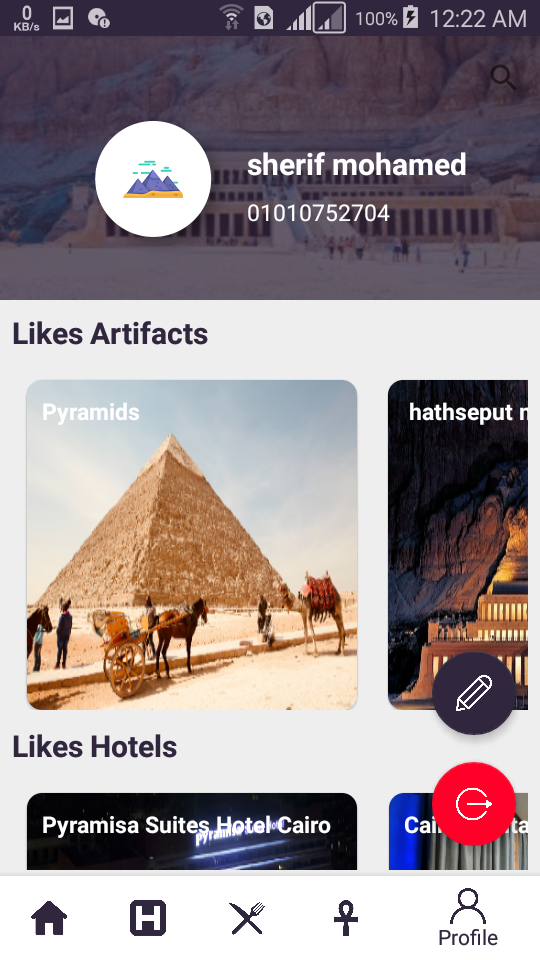 0
KB/s
100%
12:22 AM
sherif mohamed
01010752704
Likes Artifacts
Pyramids
hathseput
Likes Hotels
Pyramisa Suites Hotel Cairo
Profile